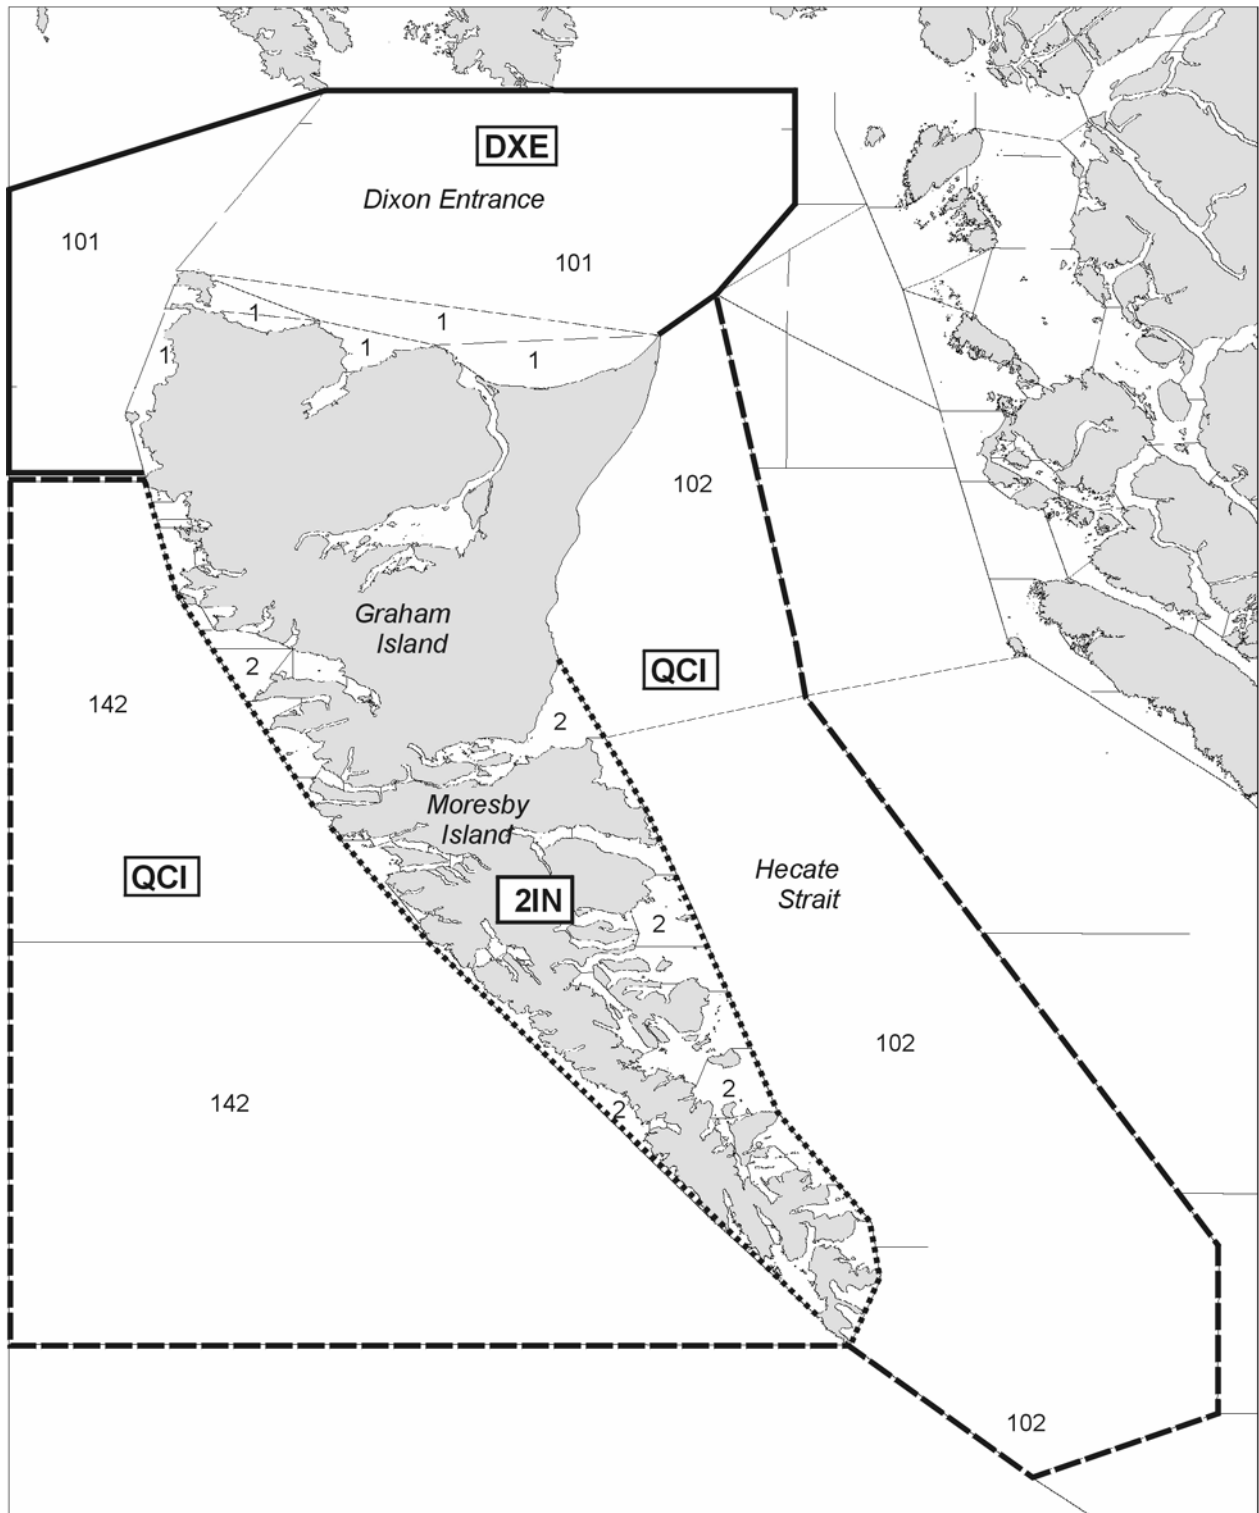 DXE
Dixon Entrance
101
101
1
1
1
1
1
102
Graham
Island
2
QCI
142
2
Moresby
Island
Hecate
Strait
QCI
2IN
2
102
2
142
2
102